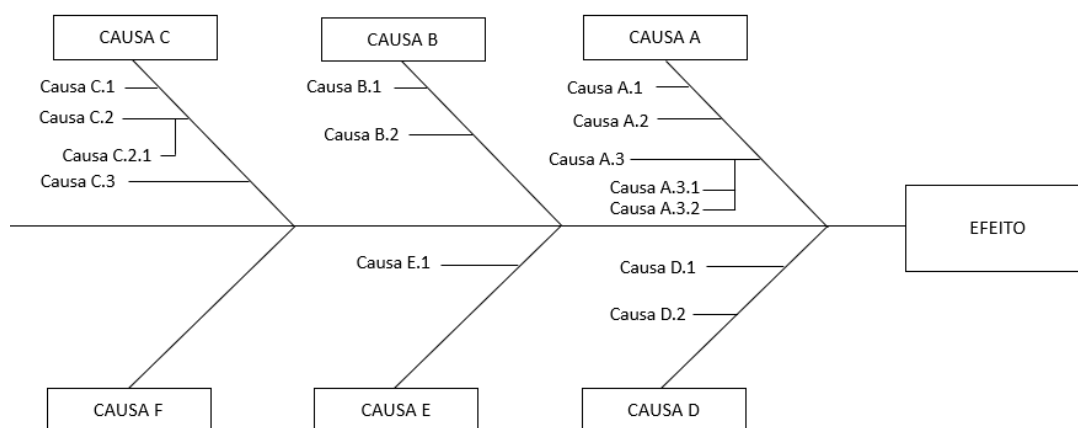 CAUSA C
CAUSA B
CAUSA A
Causa C.1
Causa C.2
Causa C.2.1
Causa C.3
Causa B.1
Causa B.2
Causa A.1
Causa A.2
Causa A.3
Causa A.3.1
Causa A.3.2
EFEITO
Causa E.1
Causa D.1
Causa D.2
CAUSA F
CAUSA E
CAUSA D